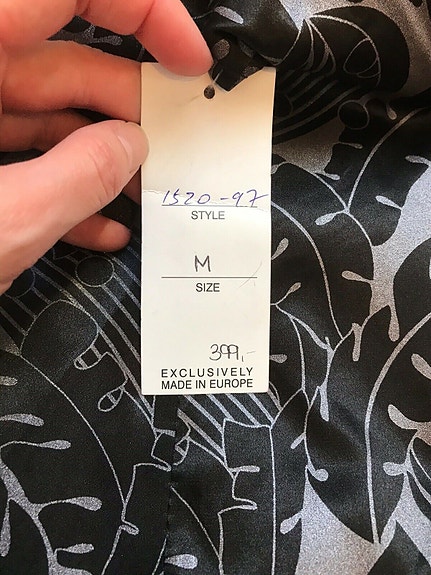 1520-97
STYLE
M
SIZE
399,-
EXCLUSIVELY
MADE IN EUROPE